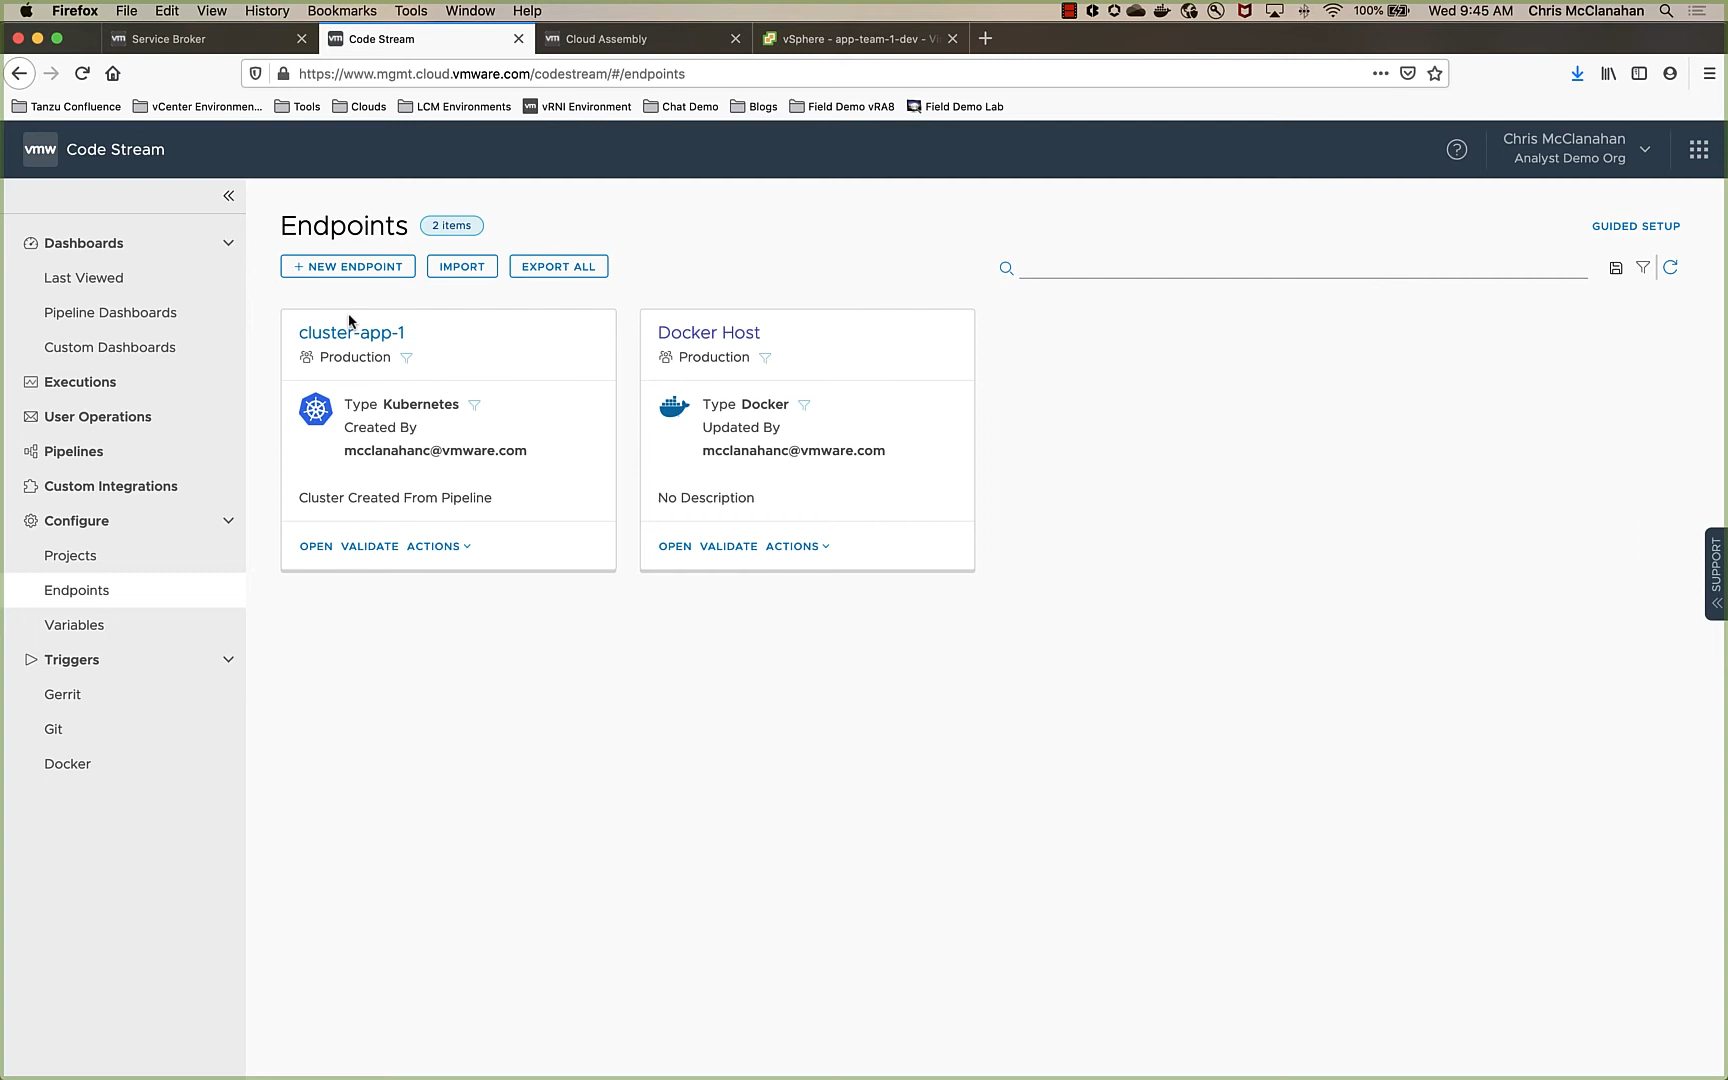 Firefox File Edit View History Bookmarks Tools Window Help 100% Wed 9:45 AM Chris McClanahan
vm Service Broker vm Code Stream vm Cloud Assembly vSphere - app-team-1-dev - V
https://www.mgmt.cloud.vmware.com/codestream/#/endpoints
Tanzu Confluence vCenter Environmen... Tools Clouds LCM Environments vm vRNI Environment Chat Demo Blogs Field Demo vRA8 Field Demo Lab
vmw Code Stream
Chris McClanahan
Analyst Demo Org
Dashboards
Last Viewed
Pipeline Dashboards
Custom Dashboards
Executions
User Operations
Pipelines
Custom Integrations
Configure
Projects
Endpoints
Variables
Triggers
Gerrit
Git
Docker
Endpoints 2 items
GUIDED SETUP
+ NEW ENDPOINT IMPORT EXPORT ALL
cluster-app-1
Production
Type Kubernetes
Created By
mcclanahanc@vmware.com
Cluster Created From Pipeline
OPEN VALIDATE ACTIONS
Docker Host
Production
Type Docker
Updated By
mcclanahanc@vmware.com
No Description
OPEN VALIDATE ACTIONS
SUPPORT